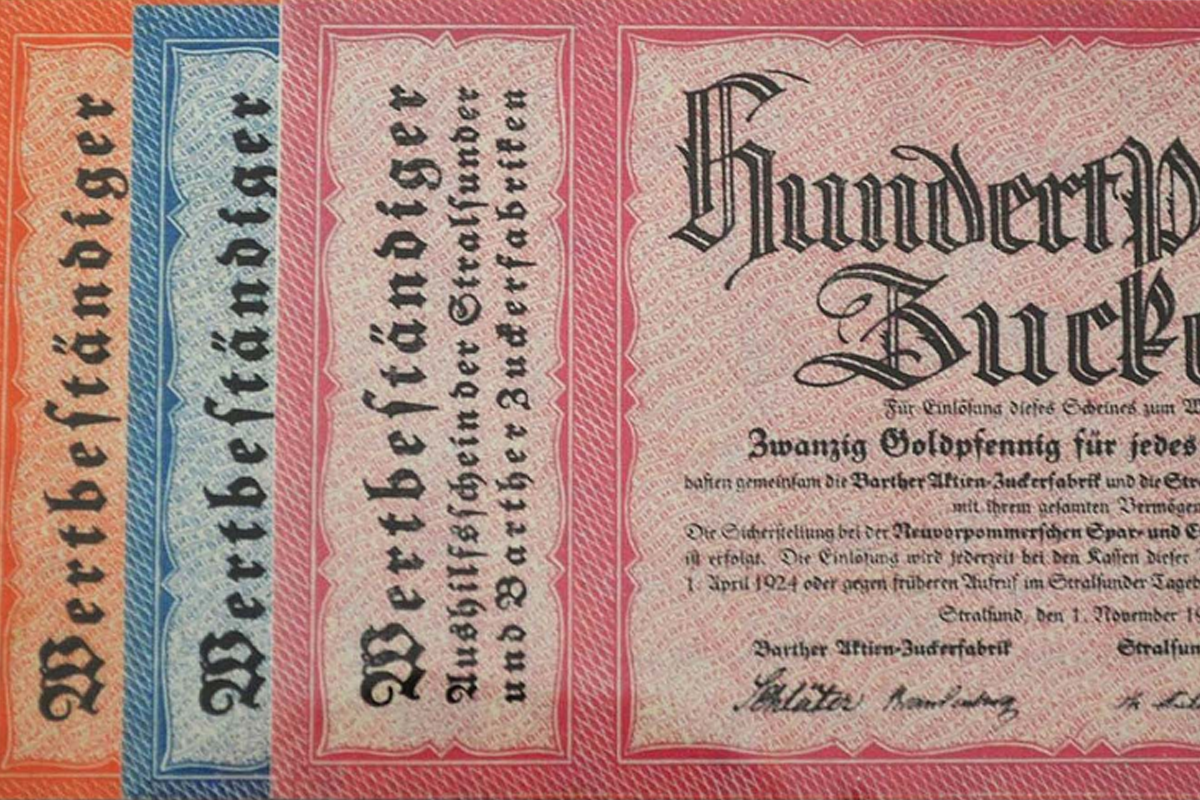 Wertbeständiger
Wertbeständiger
Wertbeständiger
Aushilfsschein der Stralsunder
und Barther Zuckerfabriken
Hundert
Zuck
Für Einlösung dieses Scheines zum
Zwanzig Goldpfennig für jedes
haften gemeinsam die Barther Aktien-Zuckerfabrik und die
mit ihrem gesamten
Die Sicherstellung bei der Neuvorpommerschen Spar- und
ist erfolgt. Die Einlösung wird jederzeit bei den Kassen dieser
1. April 1924 oder gegen früheren Aufruf im Stralsunder
Stralsund, den 1. November
Barther Aktien-Zuckerfabrik
Schlüter Brandenburg